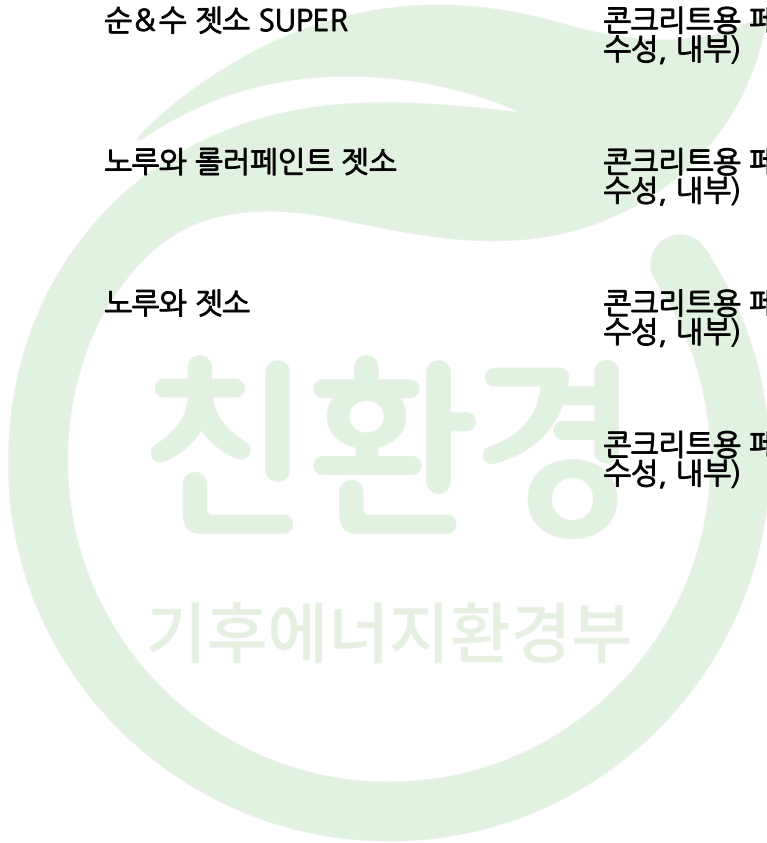 순&수 젯소 SUPER
콘크리트용
수성, 내부)
노루와 롤러페인트 젯소
콘크리트용
수성, 내부)
노루와 젯소
콘크리트용
수성, 내부)
콘크리트용
수성, 내부)
친환경
기후에너지환경부